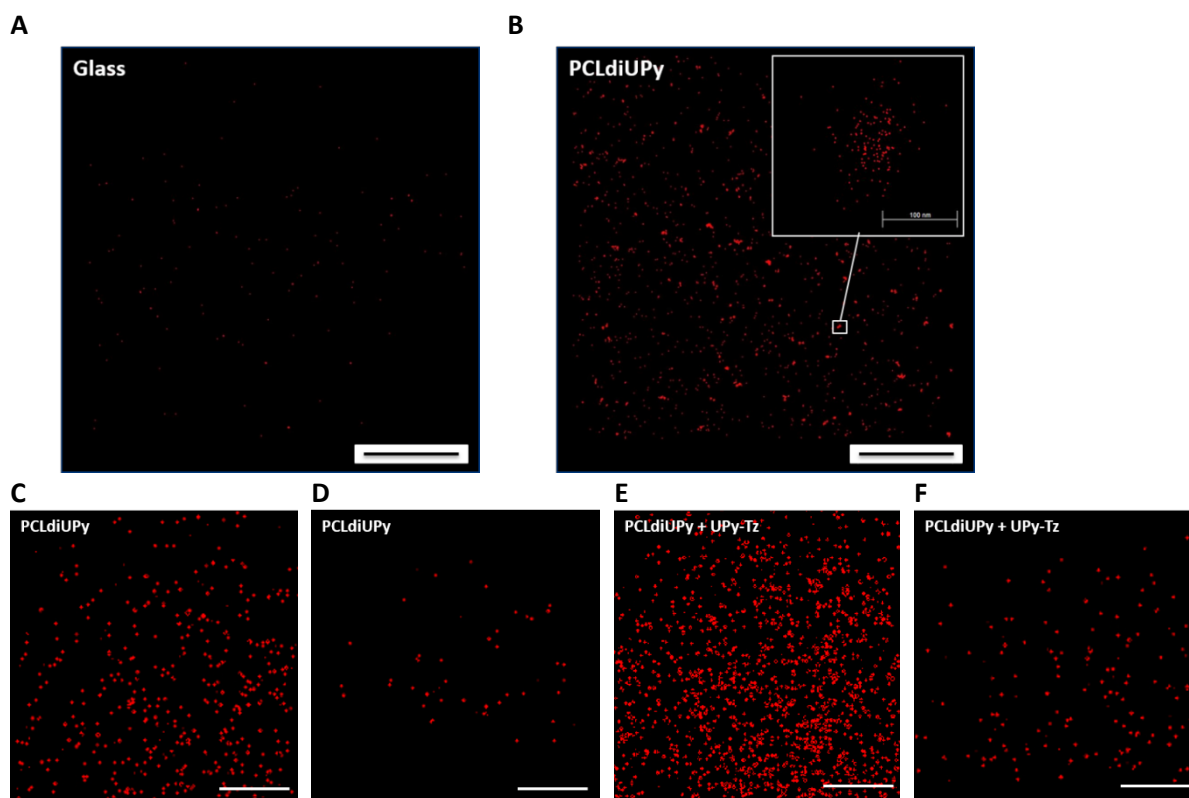 A
B
Glass
PCLdiUPy
100 nm
C
D
E
F
PCLdiUPy
PCLdiUPy
PCLdiUPy + UPy-Tz
PCLdiUPy + UPy-Tz